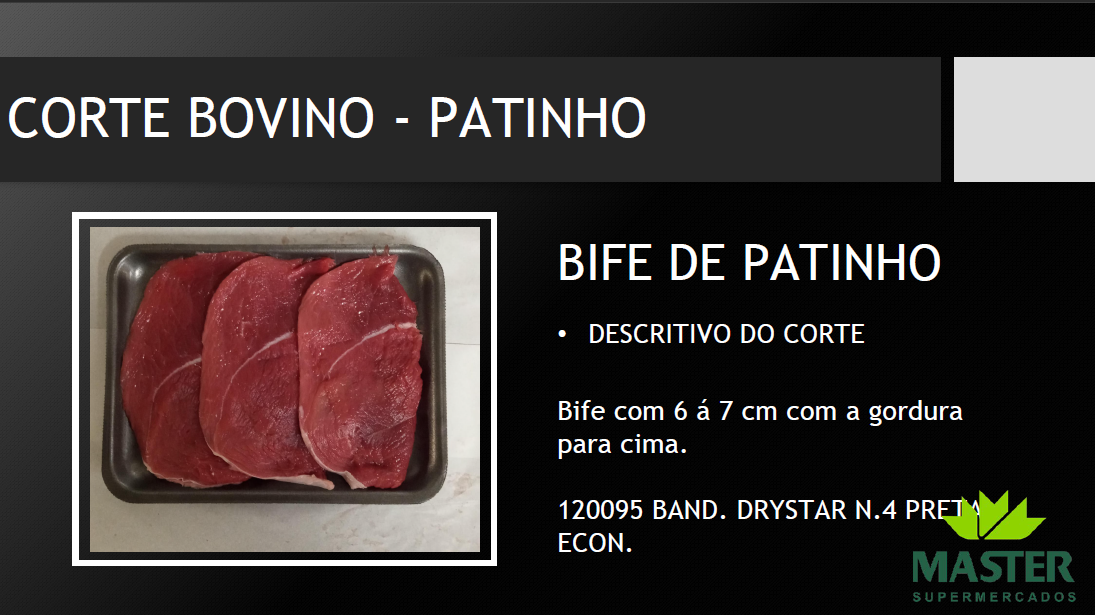 CORTE BOVINO - PATINHO
BIFE DE PATINHO
• DESCRITIVO DO CORTE
Bife com 6 á 7 cm com a gordura
para cima.
120095 BAND. DRYSTAR N.4 PRETA
ECON.
MASTER
SUPERMERCADOS